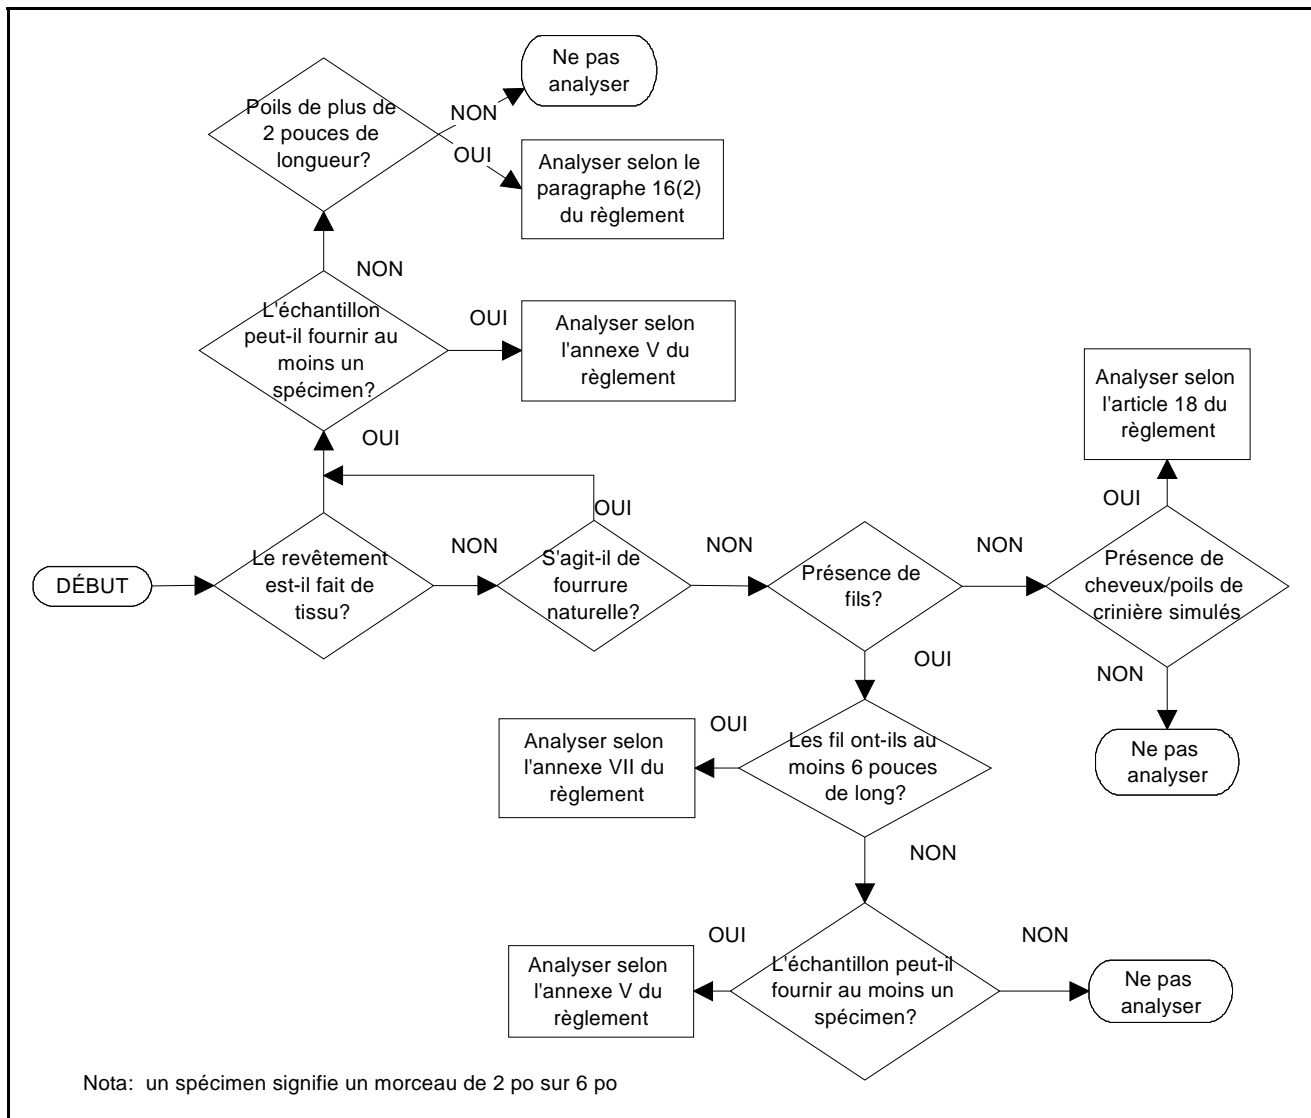 Ne pas
analyser
Poils de plus de
2 pouces de
longueur?
NON
OUI
Analyser selon le
paragraphe 16(2)
du règlement
NON
L'échantillon
peut-il fournir au
moins un
spécimen?
OUI
Analyser selon
l'annexe V du
règlement
OUI
Analyser selon
l'article 18 du
règlement
OUI
OUI
DÉBUT
Le revêtement
est-il fait de
tissu?
NON
S'agit-il de
fourrure
naturelle?
NON
Présence de
fils?
NON
Présence de
cheveux/poils de
crinière simulés
OUI
NON
Ne pas
analyser
Analyser selon
l'annexe VII du
règlement
OUI
Les fil ont-ils au
moins 6 pouces
de long?
NON
Analyser selon
l'annexe V du
règlement
OUI
L'échantillon peut-il
fournir au moins un
spécimen?
NON
Ne pas
analyser
Nota: un spécimen signifie un morceau de 2 po sur 6 po